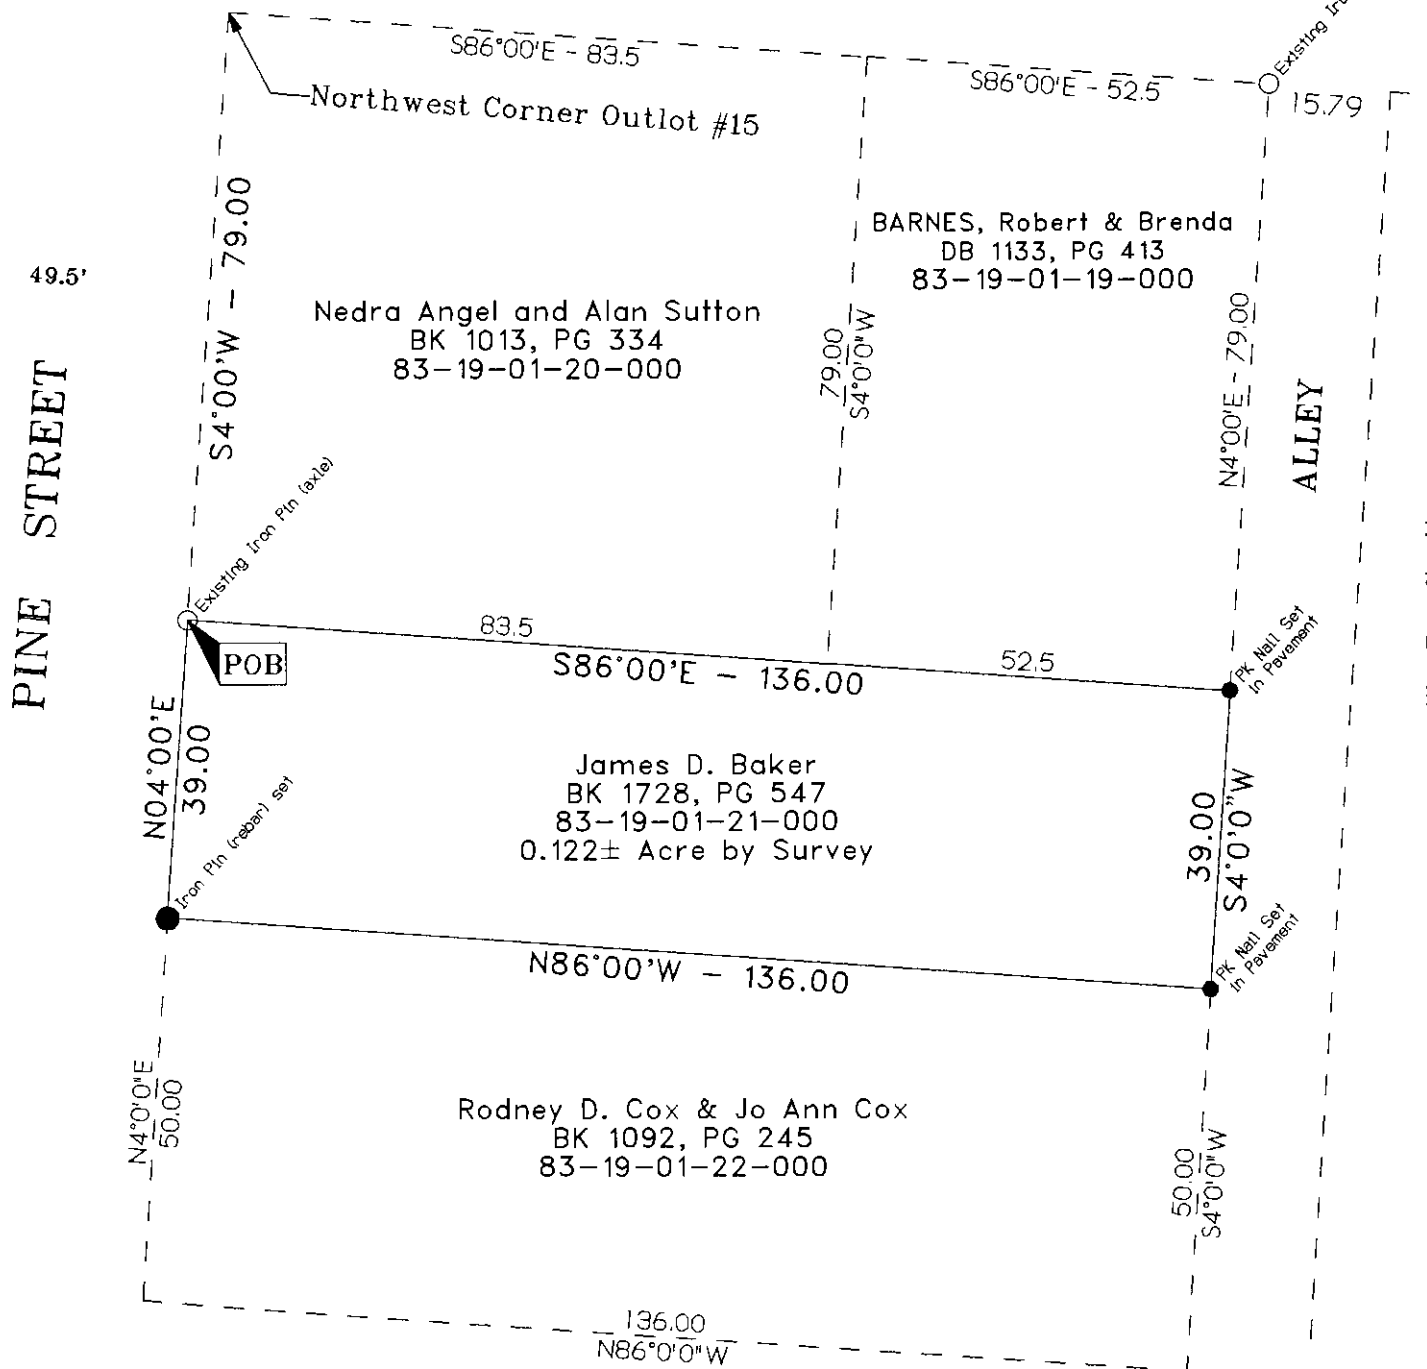 S86°00'E - 83.5
S86°00'E - 52.5
Existing
15.79
Northwest Corner Outlot #15
S4°00'W - 79.00
49.5'
PINE STREET
BARNES, Robert & Brenda
DB 1133, PG 413
83-19-01-19-000
Nedra Angel and Alan Sutton
BK 1013, PG 334
83-19-01-20-000
79.00
S4°0'0"W
N4°00'E - 79.00
ALLEY
Existing Iron Pin (axle)
POB
83.5
52.5
S86°00'E - 136.00
PK Nail Set
In Pavement
N04°00'E
39.00
James D. Baker
BK 1728, PG 547
83-19-01-21-000
0.122± Acre by Survey
39.00
S4°0'0"W
Iron Pin (rebar) set
N86°00'W - 136.00
PK Nail Set
In Pavement
N4°0'0"E
50.00
Rodney D. Cox & Jo Ann Cox
BK 1092, PG 245
83-19-01-22-000
50.00
S4°0'0"W
136.00
N86°0'0"W